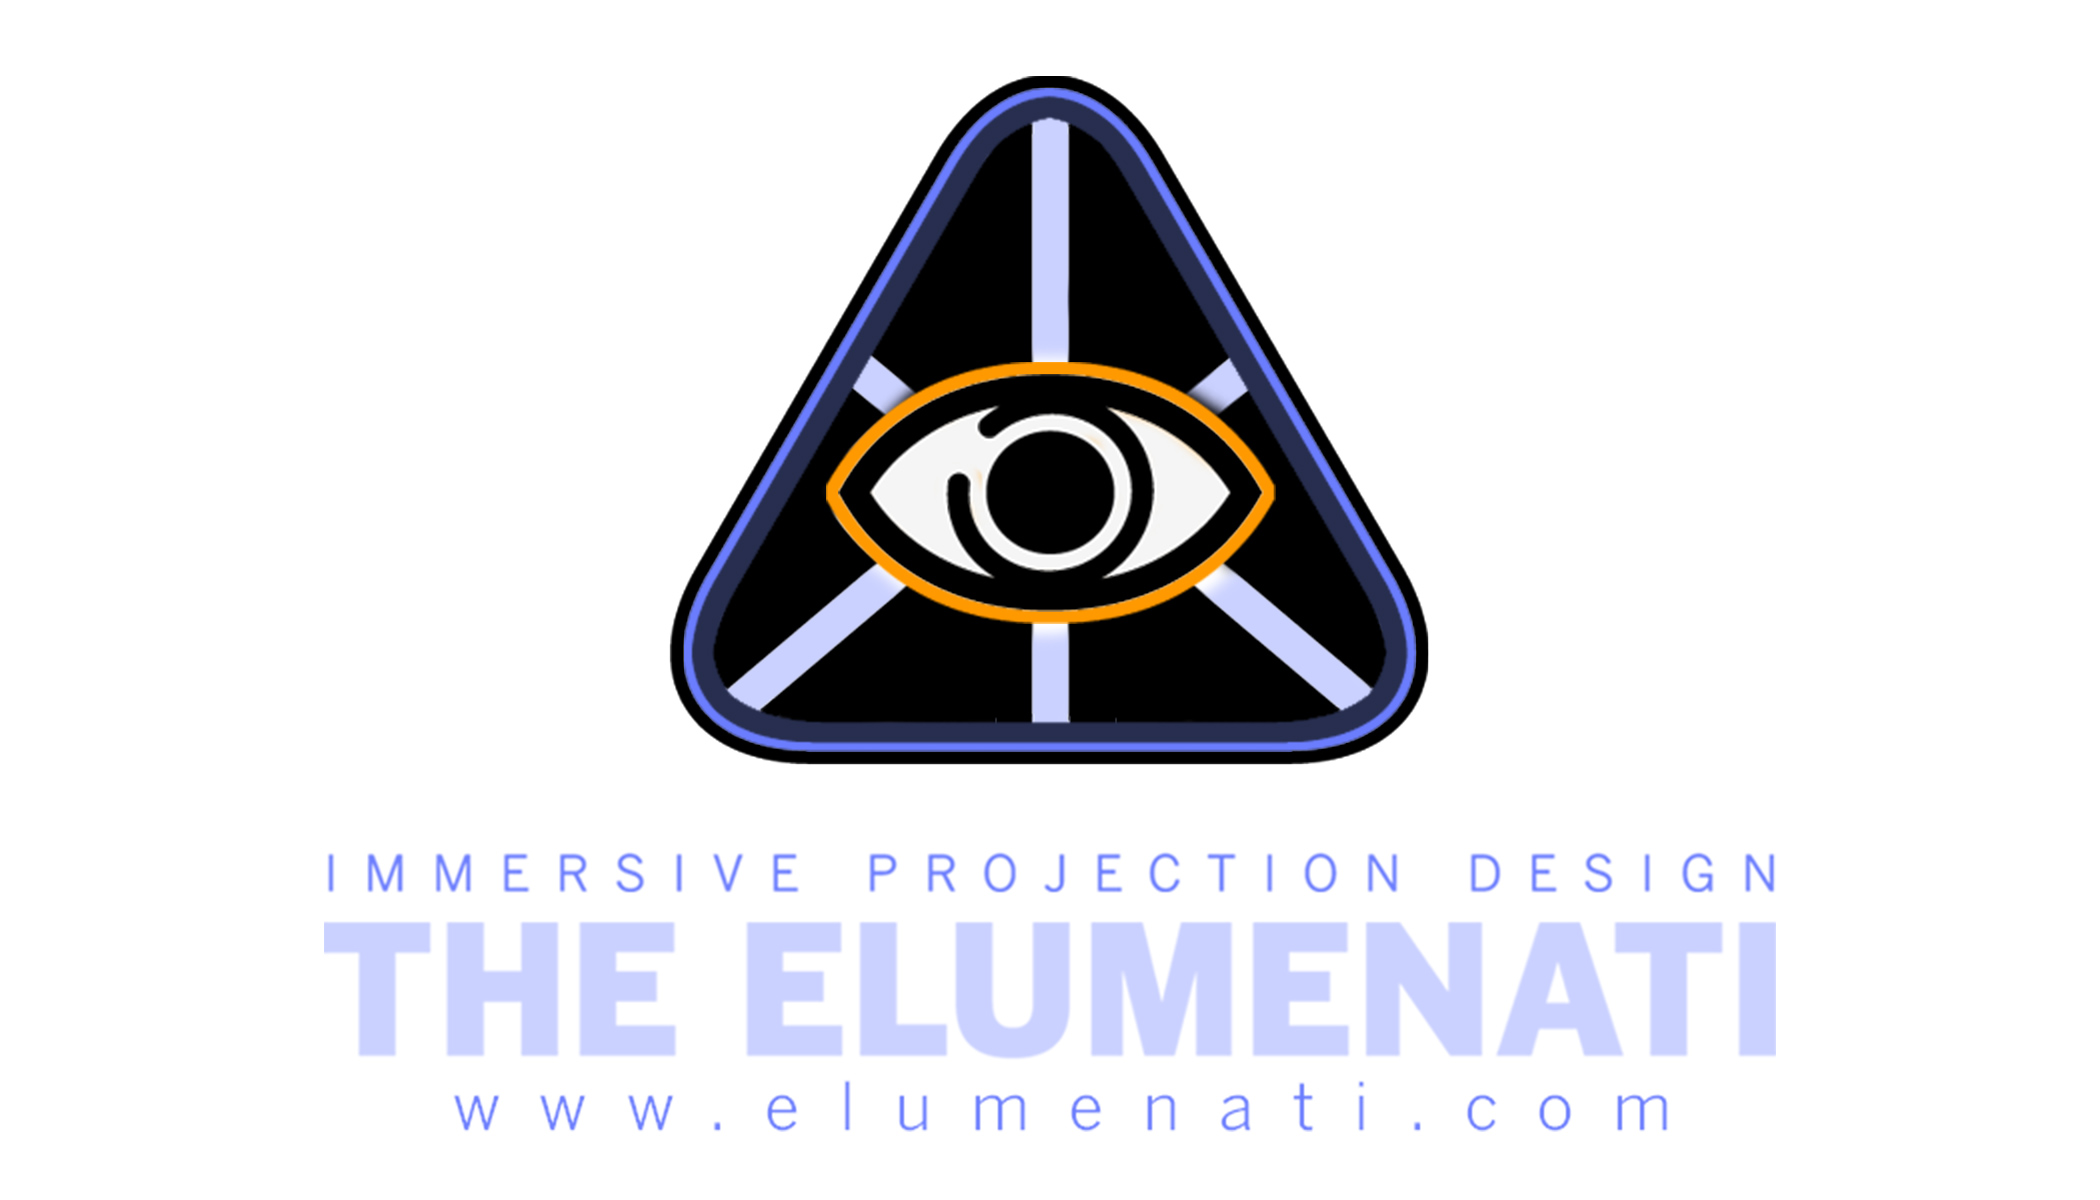 IMMERSIVE PROJECTION DESIGN
THE ELUMENATI
www.elumenati.com